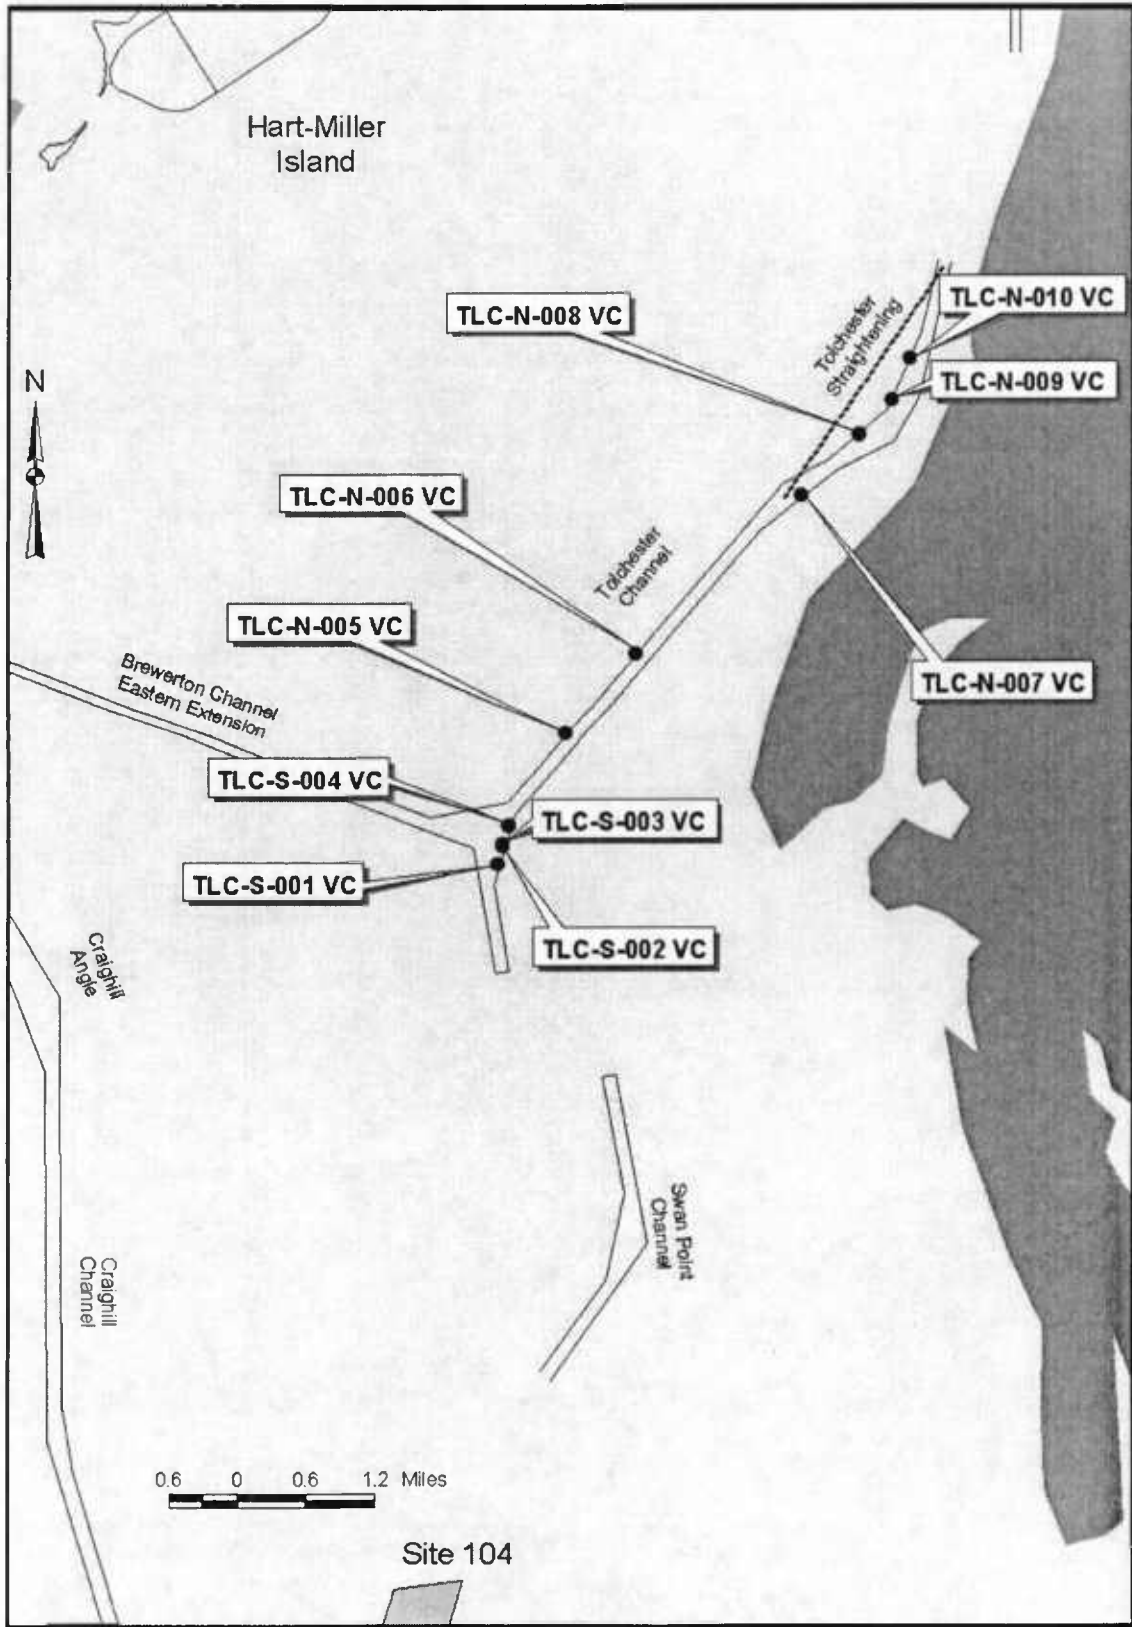 Hart-Miller
Island
TLC-N-010 VC
TLC-N-008 VC
Tolchester
Straightening
TLC-N-009 VC
N
TLC-N-006 VC
Tolchester
Channel
TLC-N-005 VC
TLC-N-007 VC
Brewerton Channel
Eastern Extension
TLC-S-004 VC
TLC-S-003 VC
TLC-S-001 VC
TLC-S-002 VC
Craighill
Angle
Swan Point
Channel
Craighill
Channel
0.6 0 0.6 1.2 Miles
Site 104